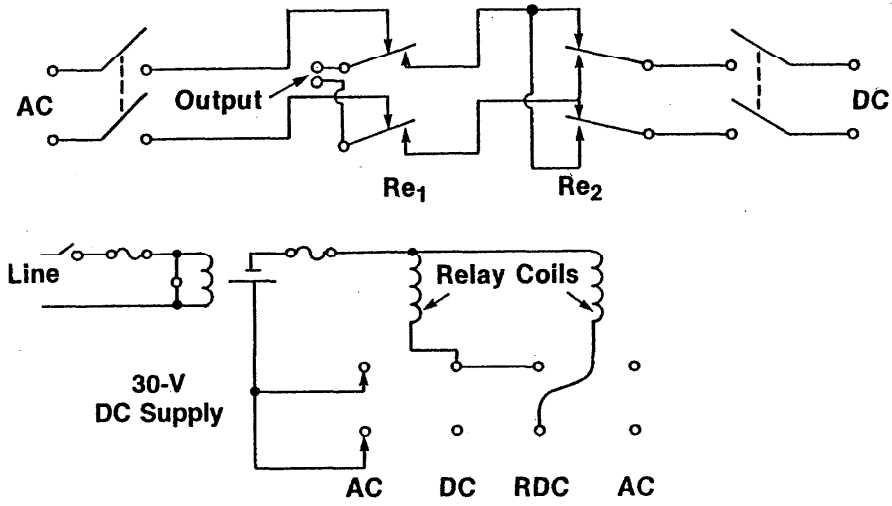 AC
Output
DC
Re1
Re2
Line
Relay Coils
30-V
DC Supply
AC
DC
RDC
AC